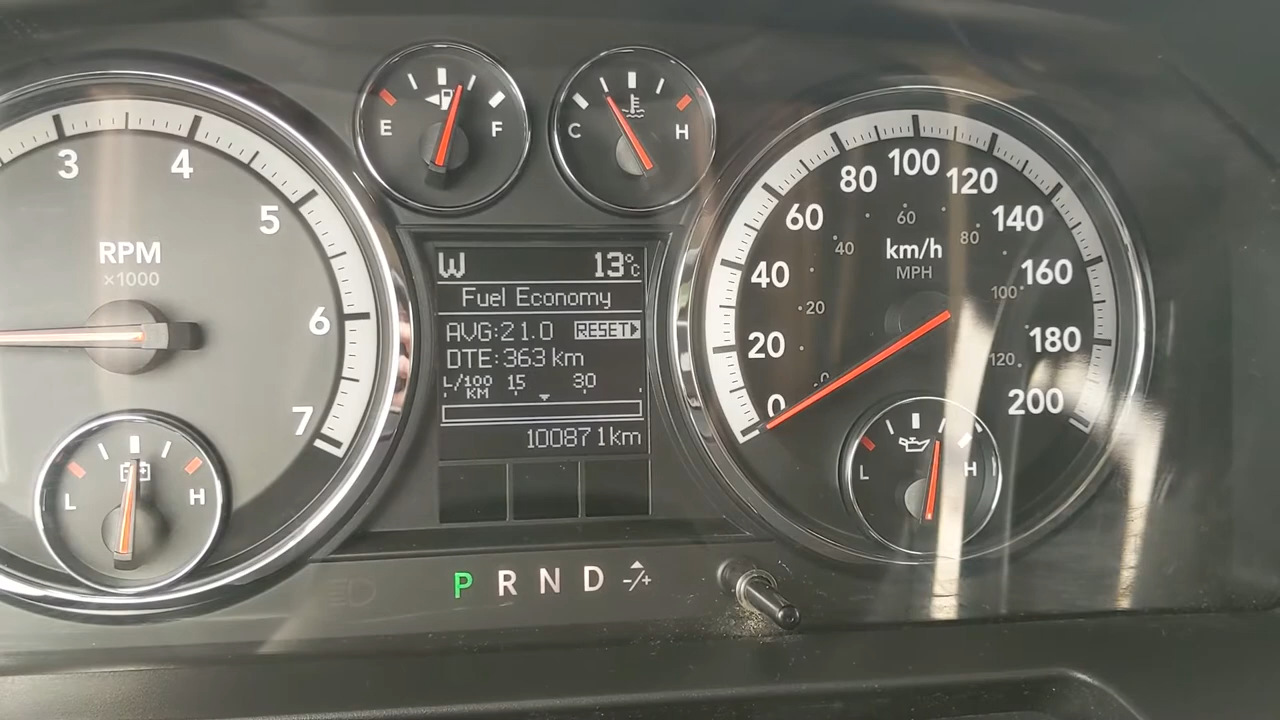 3
4
5
6
7
RPM
×1000
L
H
E
F
C
H
W
13°C
Fuel Economy
AVG:21.0 RESET
DTE:363 km
L/100 KM 15 30
100871km
P R N D -/+
0
20
40
60
80
100
120
140
160
180
200
km/h
MPH
0
20
40
60
80
100
120
L
H